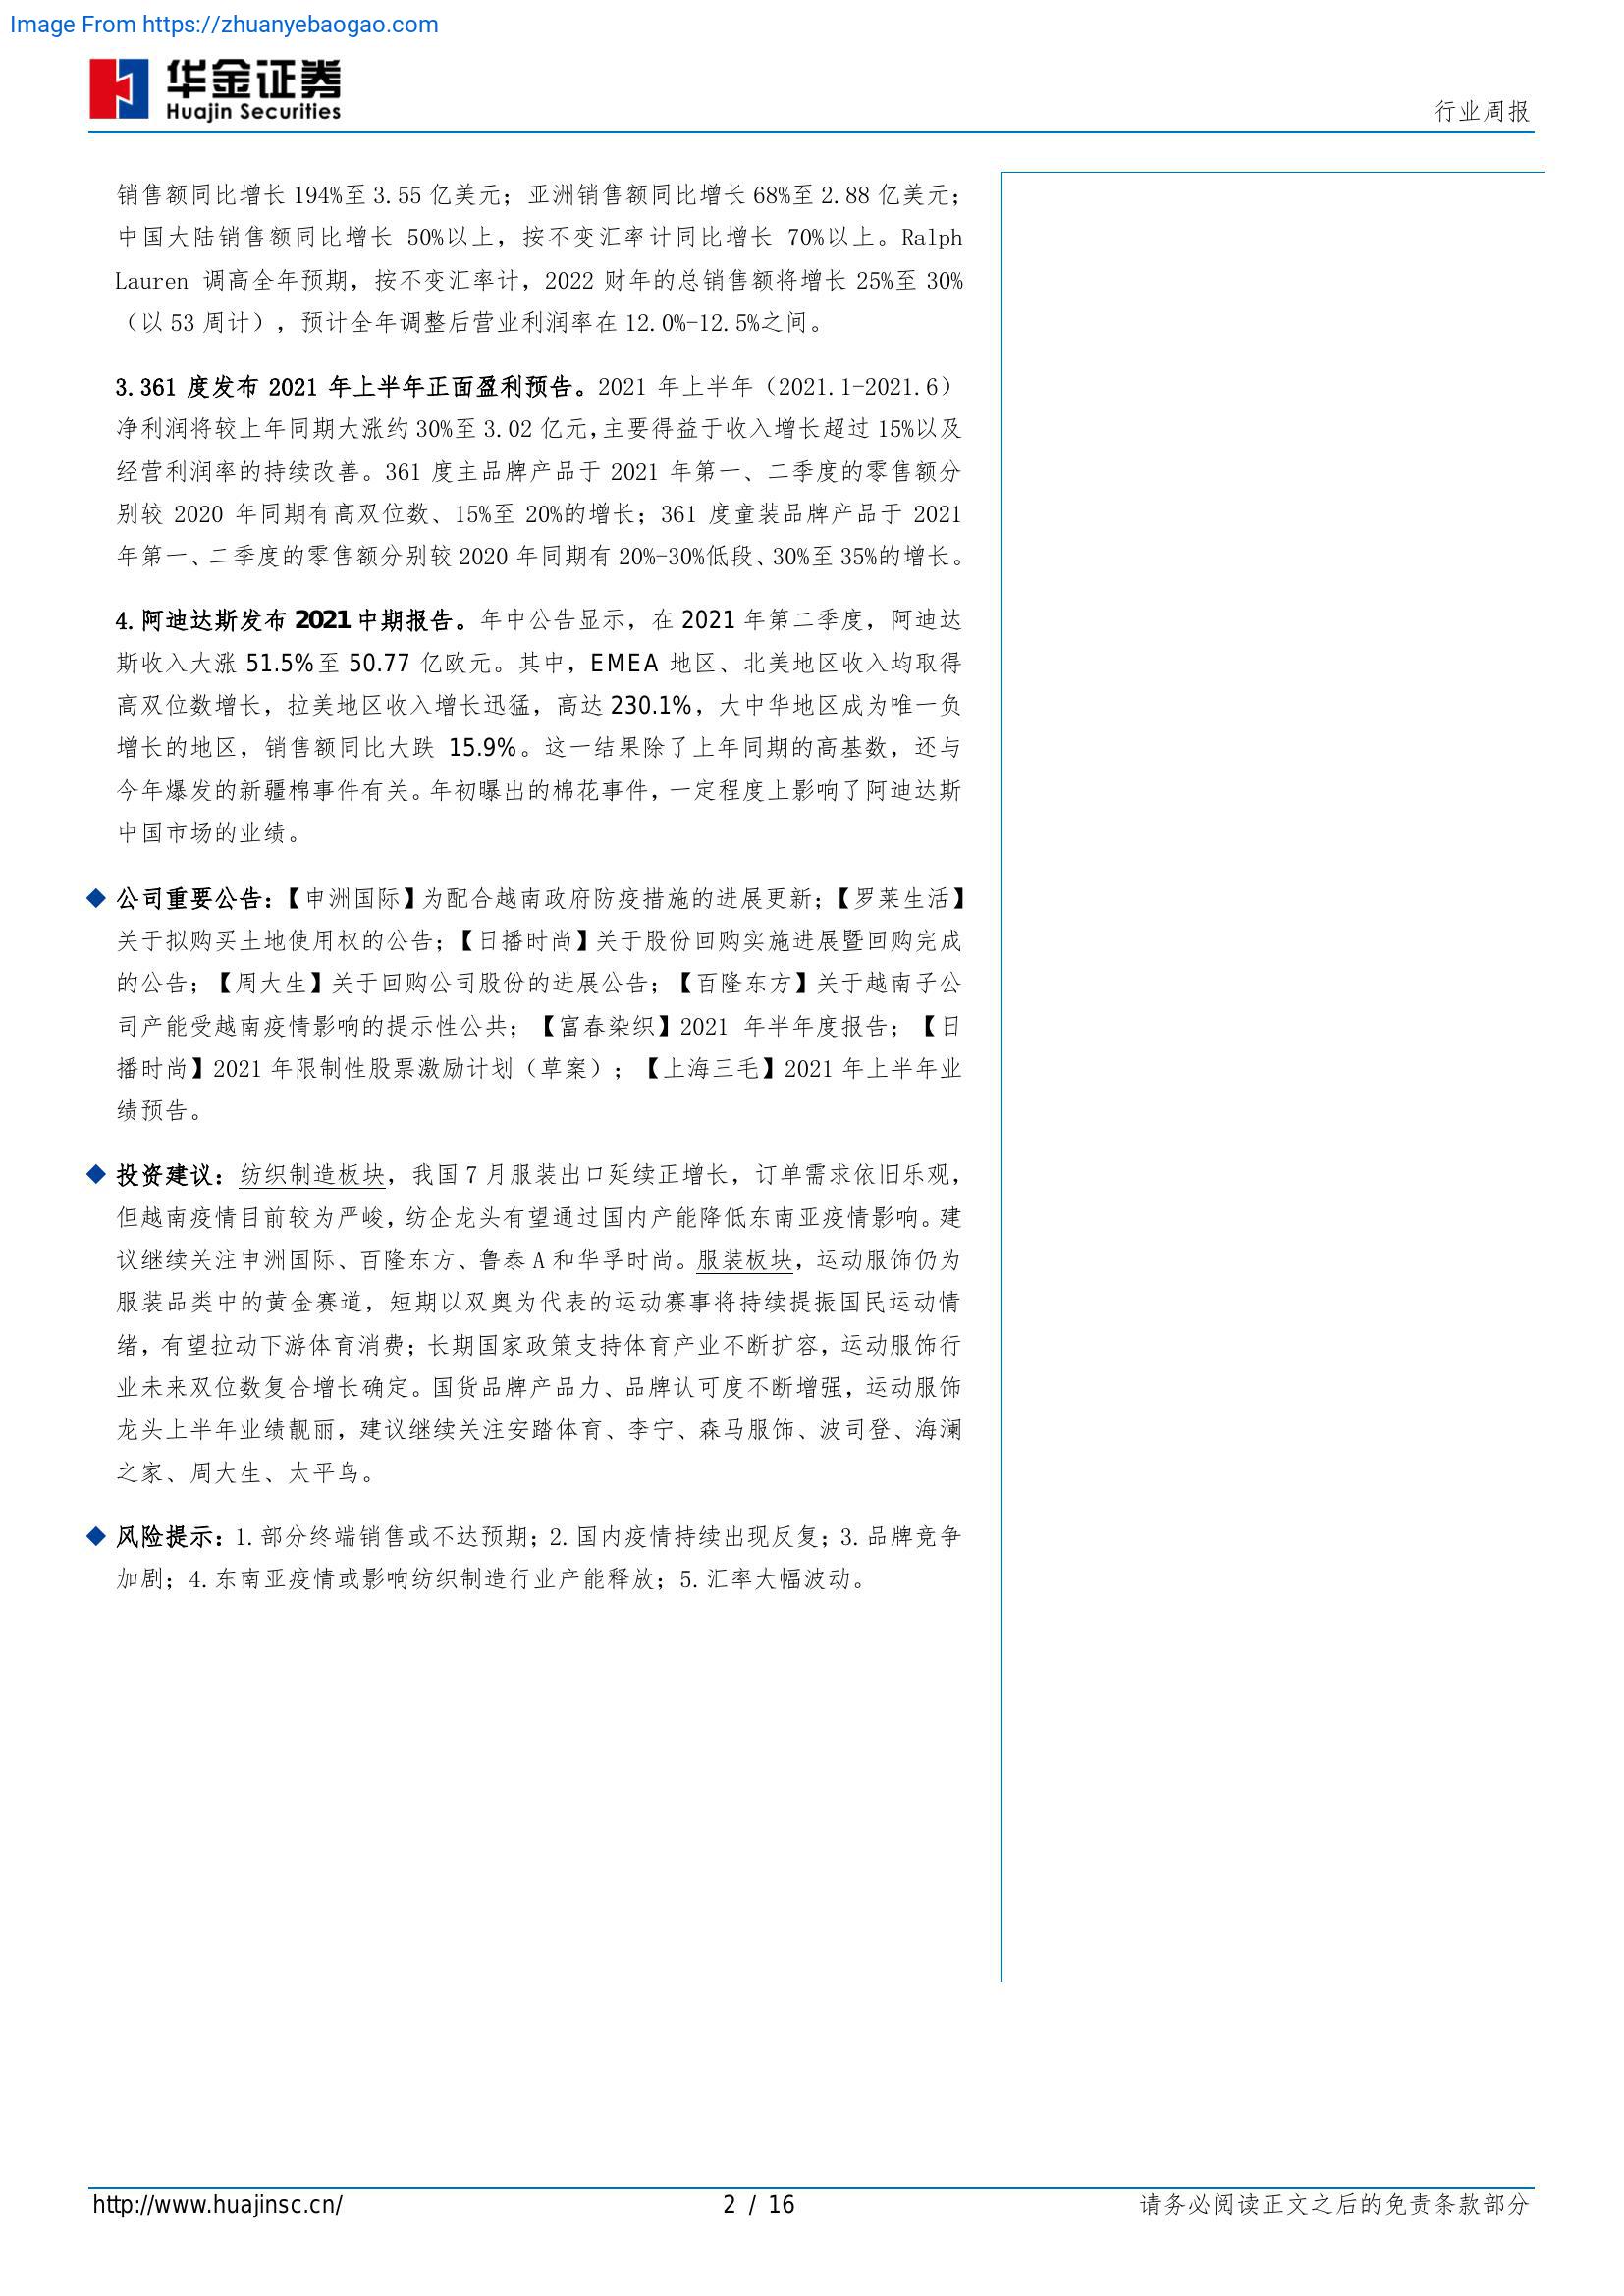 Image From https://zhuanyebaogao.com
华金证券
Huajin Securities
行业周报
销售额同比增长 194%至 3.55 亿美元；亚洲销售额同比增长 68%至 2.88 亿美元；
中国大陆销售额同比增长 50%以上，按不变汇率计同比增长 70%以上。Ralph
Lauren 调高全年预期，按不变汇率计，2022 财年的总销售额将增长 25%至 30%
（以 53 周计），预计全年调整后营业利润率在 12.0%-12.5%之间。
3.361 度发布 2021 年上半年正面盈利预告。2021 年上半年（2021.1-2021.6）
净利润将较上年同期大涨约 30%至 3.02 亿元，主要得益于收入增长超过 15%以及
经营利润率的持续改善。361 度主品牌产品于 2021 年第一、二季度的零售额分
别较 2020 年同期有高双位数、15%至 20%的增长；361 度童装品牌产品于 2021
年第一、二季度的零售额分别较 2020 年同期有 20%-30%低段、30%至 35%的增长。
4.阿迪达斯发布 2021 中期报告。年中公告显示，在 2021 年第二季度，阿迪达
斯收入大涨 51.5%至 50.77 亿欧元。其中，EMEA 地区、北美地区收入均取得
高双位数增长，拉美地区收入增长迅猛，高达 230.1%，大中华地区成为唯一负
增长的地区，销售额同比大跌 15.9%。这一结果除了上年同期的高基数，还与
今年爆发的新疆棉事件有关。年初曝出的棉花事件，一定程度上影响了阿迪达斯
中国市场的业绩。
◆ 公司重要公告：【申洲国际】为配合越南政府防疫措施的进展更新；【罗莱生活】
关于拟购买土地使用权的公告；【日播时尚】关于股份回购实施进展暨回购完成
的公告；【周大生】关于回购公司股份的进展公告；【百隆东方】关于越南子公
司产能受越南疫情影响的提示性公共；【富春染织】2021 年半年度报告；【日
播时尚】2021 年限制性股票激励计划（草案）；【上海三毛】2021 年上半年业
绩预告。
◆ 投资建议：纺织制造板块，我国 7 月服装出口延续正增长，订单需求依旧乐观，
但越南疫情目前较为严峻，纺企龙头有望通过国内产能降低东南亚疫情影响。建
议继续关注申洲国际、百隆东方、鲁泰 A 和华孚时尚。服装板块，运动服饰仍为
服装品类中的黄金赛道，短期以双奥为代表的运动赛事将持续提振国民运动情
绪，有望拉动下游体育消费；长期国家政策支持体育产业不断扩容，运动服饰行
业未来双位数复合增长确定。国货品牌产品力、品牌认可度不断增强，运动服饰
龙头上半年业绩靓丽，建议继续关注安踏体育、李宁、森马服饰、波司登、海澜
之家、周大生、太平鸟。
◆ 风险提示：1.部分终端销售或不达预期；2.国内疫情持续出现反复；3.品牌竞争
加剧；4.东南亚疫情或影响纺织制造行业产能释放；5.汇率大幅波动。
http://www.huajinsc.cn/
2 / 16
请务必阅读正文之后的免责条款部分